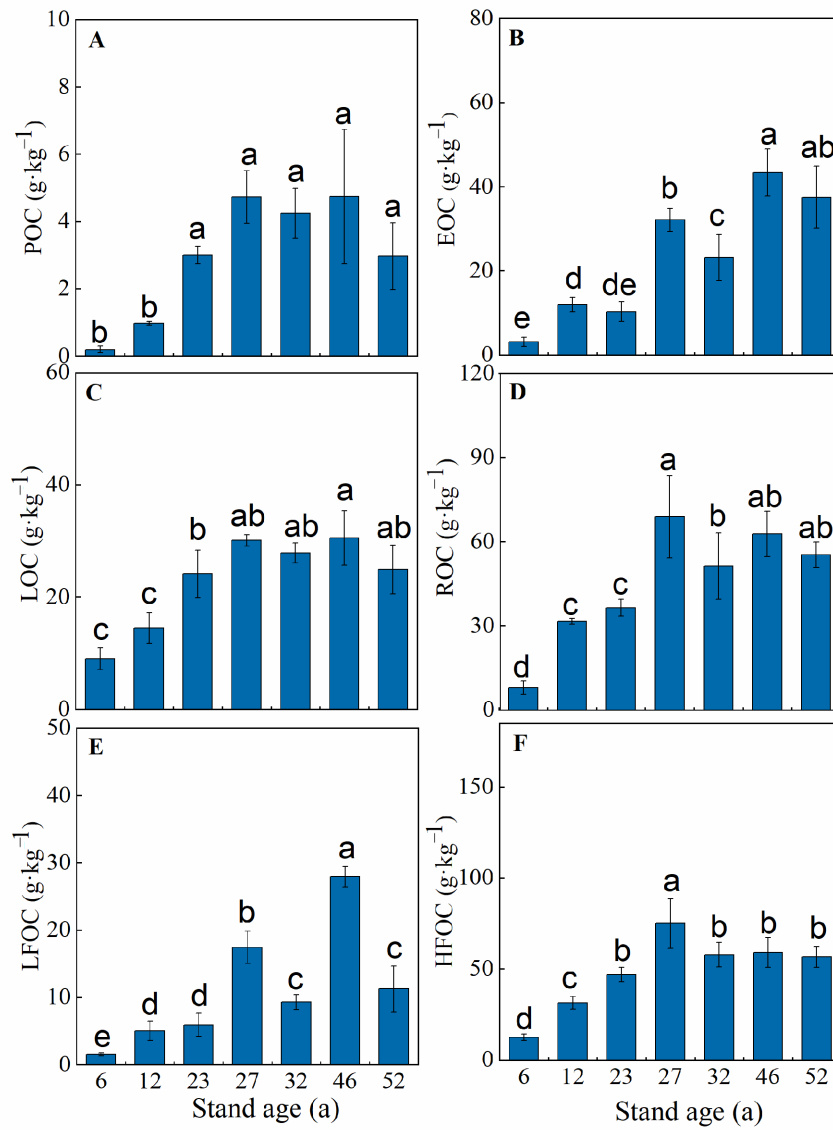 A
POC (g·kg⁻¹)
10
8
6
4
2
0
b
b
a
a
a
a
a
B
EOC (g·kg⁻¹)
80
60
40
20
0
e
d
de
b
c
a
ab
C
LOC (g·kg⁻¹)
60
40
20
0
c
c
b
ab
ab
a
ab
D
ROC (g·kg⁻¹)
120
90
60
30
0
d
c
c
a
b
ab
ab
E
LFOC (g·kg⁻¹)
50
40
30
20
10
0
e
d
d
b
c
a
c
6 12 23 27 32 46 52
Stand age (a)
F
HFOC (g·kg⁻¹)
150
100
50
0
d
c
b
a
b
b
b
6 12 23 27 32 46 52
Stand age (a)